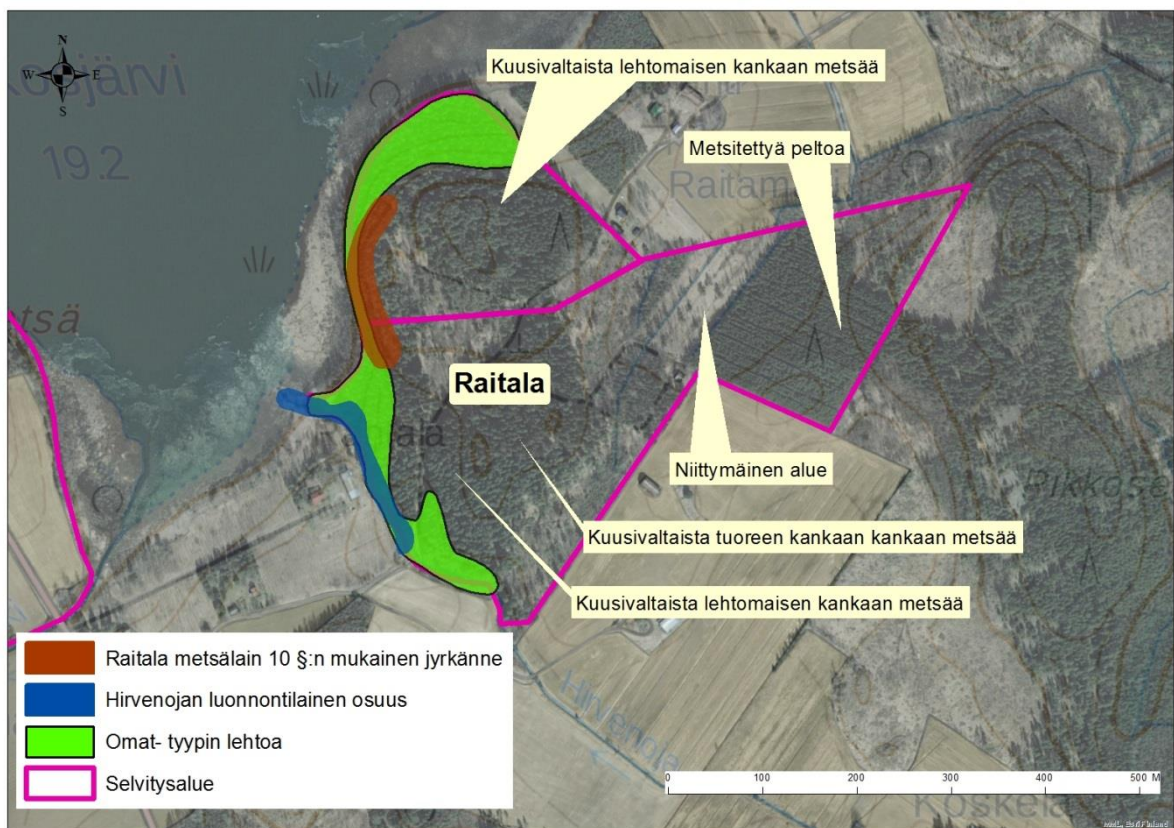 N
W E
S
19.2
Kuusivaltaista lehtomaisen kankaan metsää
Metsitettyä peltoa
Raitala
Niittymäinen alue
Kuusivaltaista tuoreen kankaan kankaan metsää
Kuusivaltaista lehtomaisen kankaan metsää
Hirvenoja
Koskela
Raitala metsälain 10 §:n mukainen jyrkänne
Hirvenojan luonnontilainen osuus
Omat- tyypin lehtoa
Selvitysalue
0 100 200 300 400 500 M